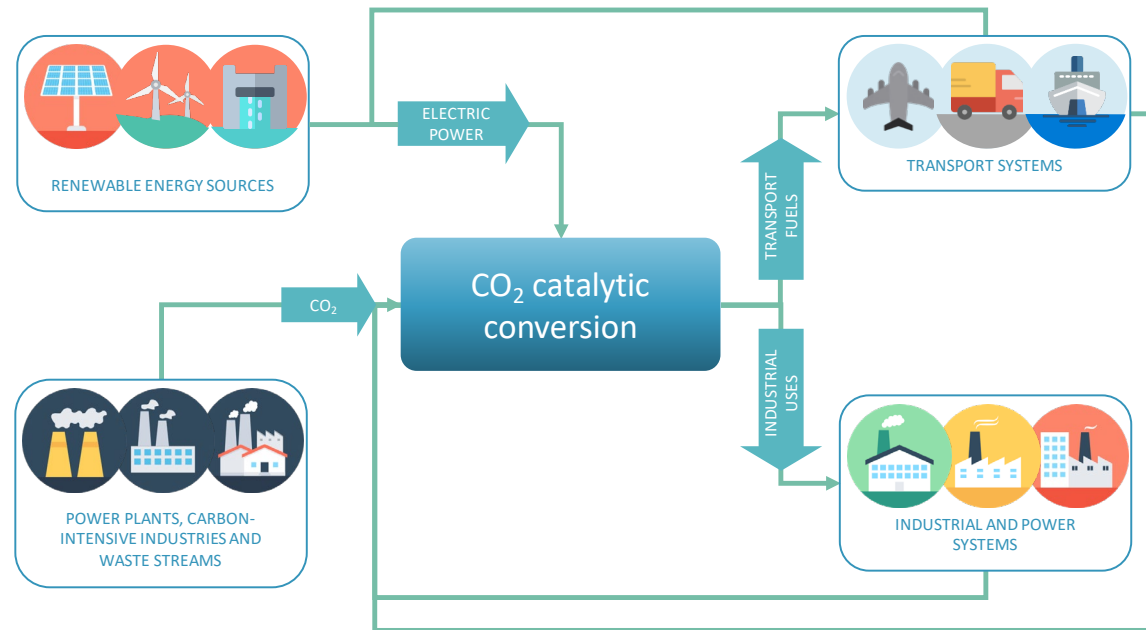 ELECTRIC
POWER
RENEWABLE ENERGY SOURCES
TRANSPORT SYSTEMS
TRANSPORT
FUELS
CO₂ catalytic
conversion
CO₂
INDUSTRIAL
USES
POWER PLANTS, CARBON-
INTENSIVE INDUSTRIES AND
WASTE STREAMS
INDUSTRIAL AND POWER
SYSTEMS